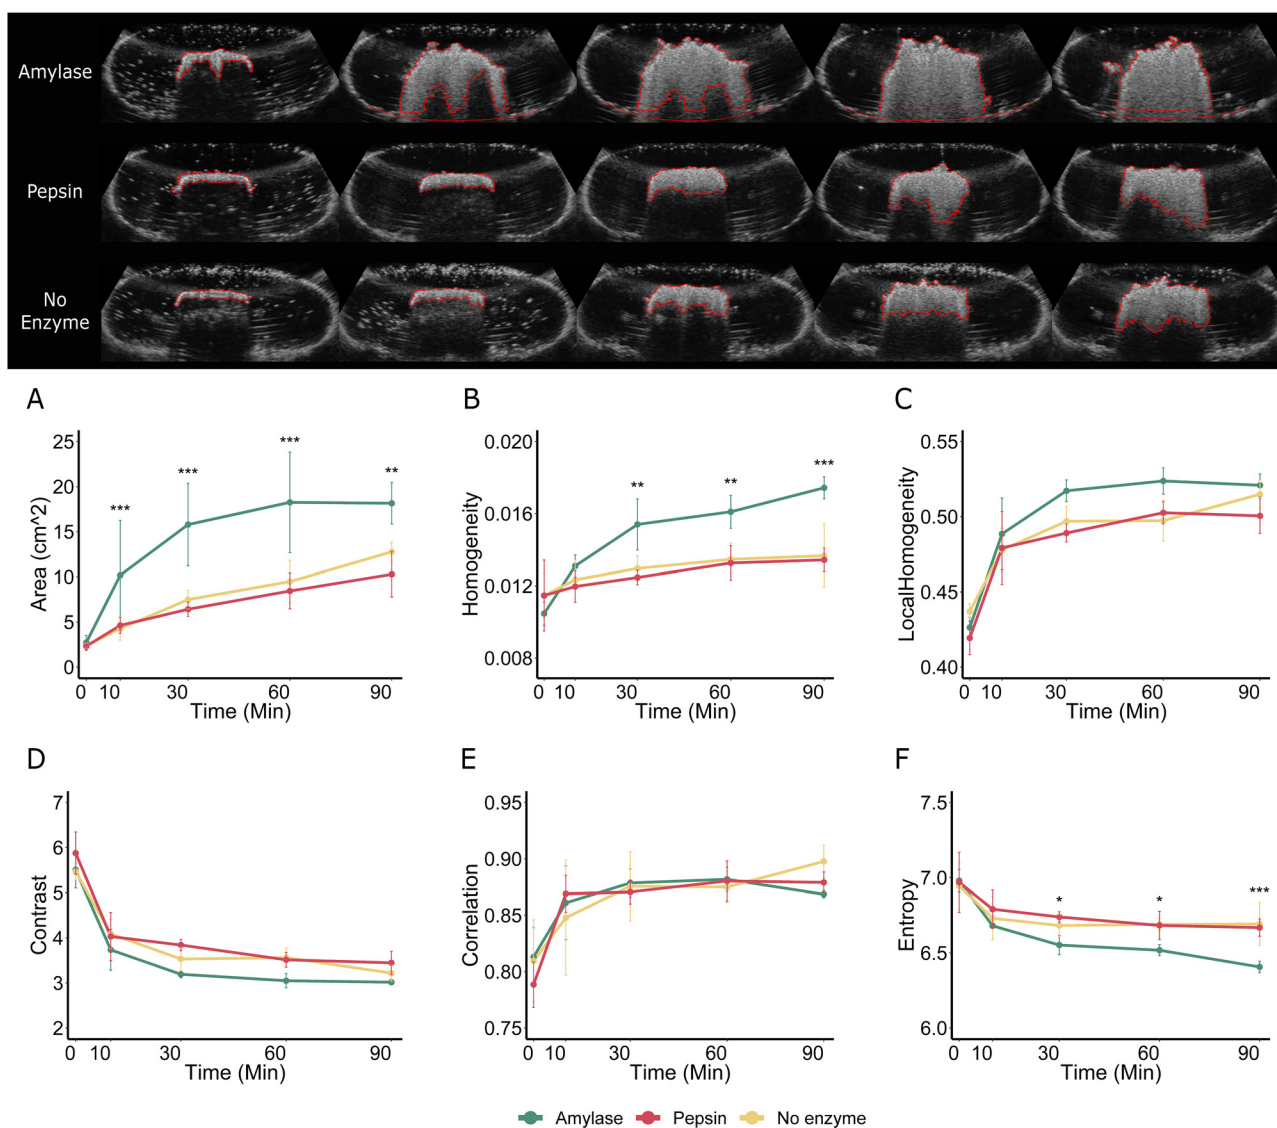 Amylase
Pepsin
No
Enzyme
A
B
C
25
20
15
10
5
0
Area (cm^2)
***
***
***
**
0 10 30 60 90
Time (Min)
0.020
0.016
0.012
0.008
Homogeneity
**
**
***
0 10 30 60 90
Time (Min)
0.55
0.50
0.45
0.40
LocalHomogeneity
0 10 30 60 90
Time (Min)
D
E
F
7
6
5
4
3
2
Contrast
0 10 30 60 90
Time (Min)
0.95
0.90
0.85
0.80
0.75
Correlation
0 10 30 60 90
Time (Min)
7.5
7.0
6.5
6.0
Entropy
*
*
***
0 10 30 60 90
Time (Min)
Amylase Pepsin No enzyme